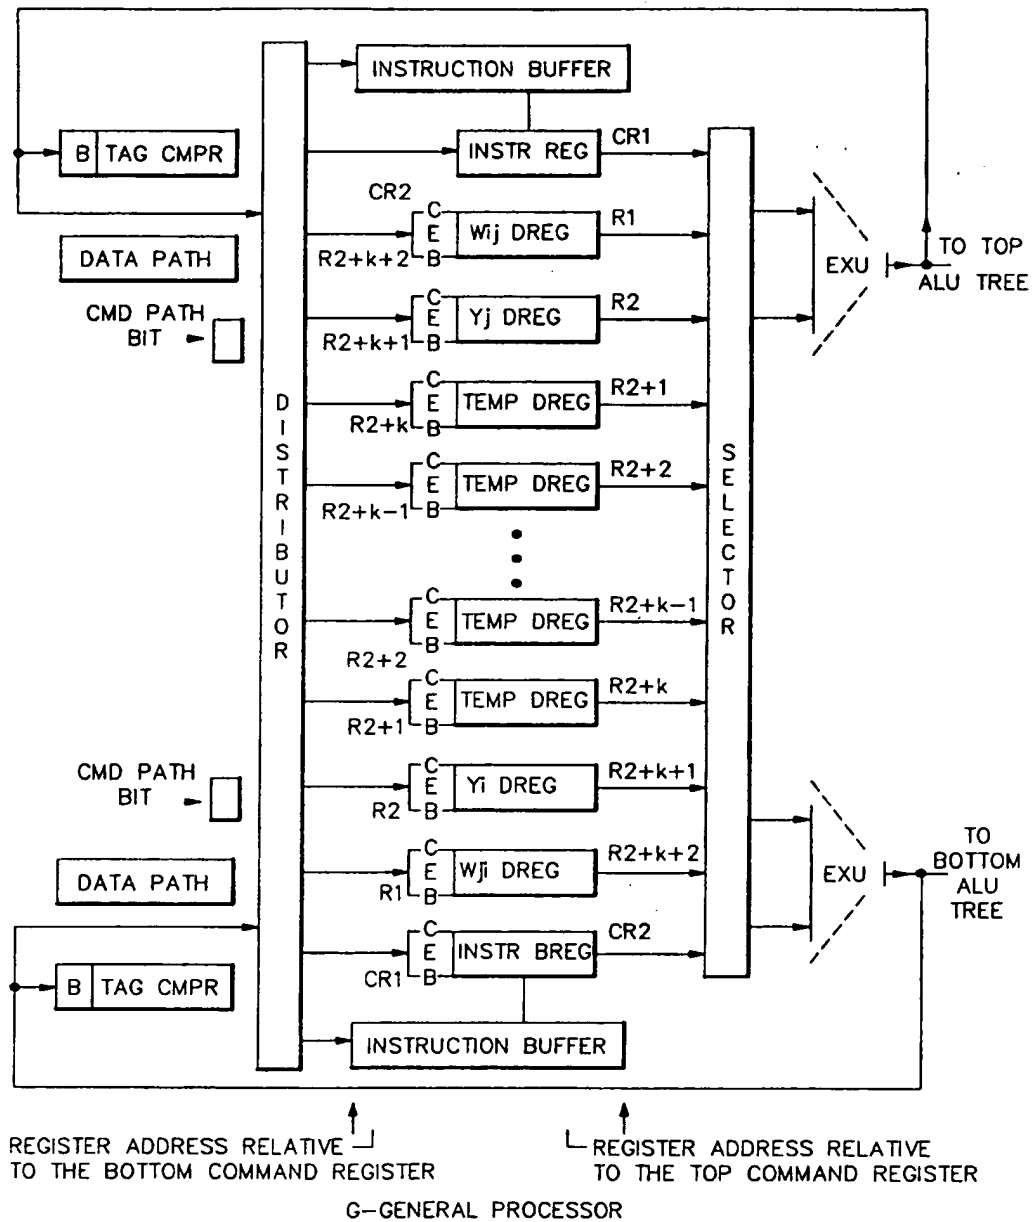 INSTRUCTION BUFFER
B TAG CMPR
INSTR REG
CR1
CR2
C
E
B
Wij DREG
R1
R2+k+2
DATA PATH
TO TOP
ALU TREE
EXU
CMD PATH
BIT
C
E
B
Yj DREG
R2
R2+k+1
C
E
B
TEMP DREG
R2+1
R2+k
C
E
B
TEMP DREG
R2+2
R2+k-1
DISTRIBUTOR
SELECTOR
C
E
B
TEMP DREG
R2+k-1
R2+2
C
E
B
TEMP DREG
R2+k
R2+1
CMD PATH
BIT
C
E
B
Yi DREG
R2+k+1
R2
DATA PATH
C
E
B
Wji DREG
R2+k+2
R1
EXU
TO
BOTTOM
ALU
TREE
C
E
B
INSTR BREG
CR2
CR1
B TAG CMPR
INSTRUCTION BUFFER
REGISTER ADDRESS RELATIVE
TO THE BOTTOM COMMAND REGISTER
REGISTER ADDRESS RELATIVE
TO THE TOP COMMAND REGISTER
G-GENERAL PROCESSOR